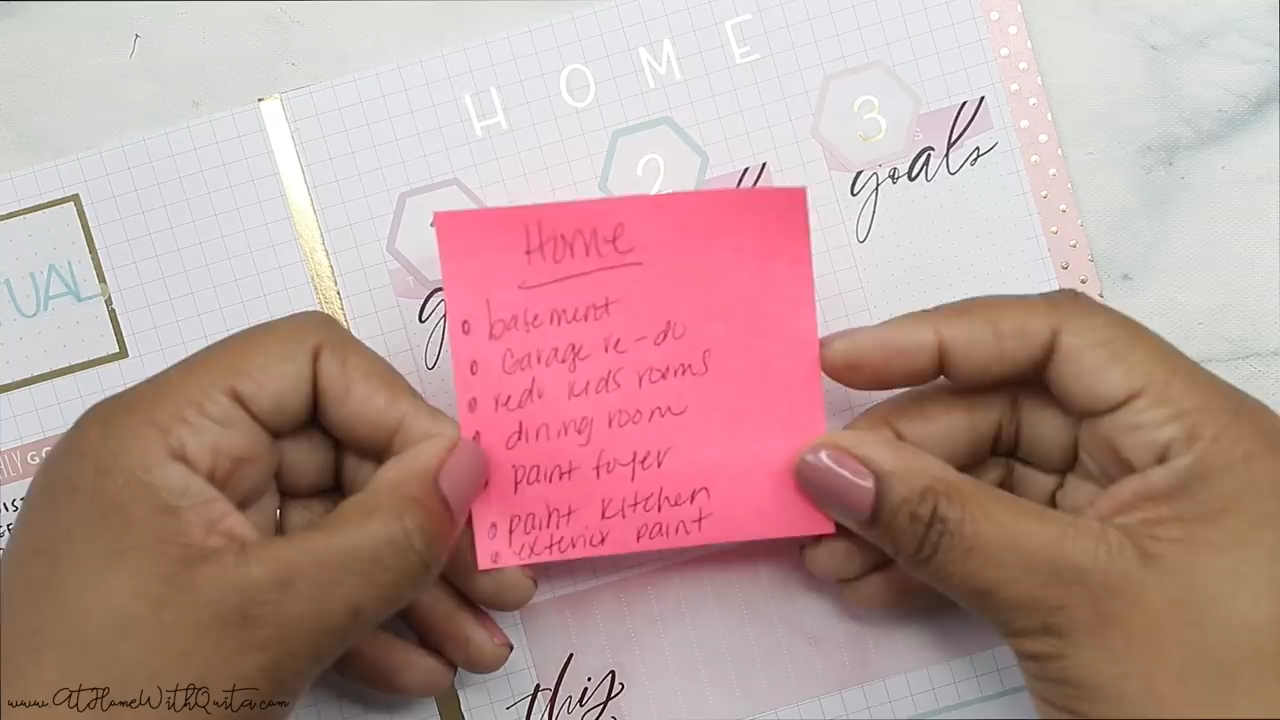 HOME
2
3
goals
TUAL
Home
basement
Garage re-do
redo kids rooms
dining room
paint foyer
paint kitchen
exterior paint
this
www.AtHomeWithQuita.com